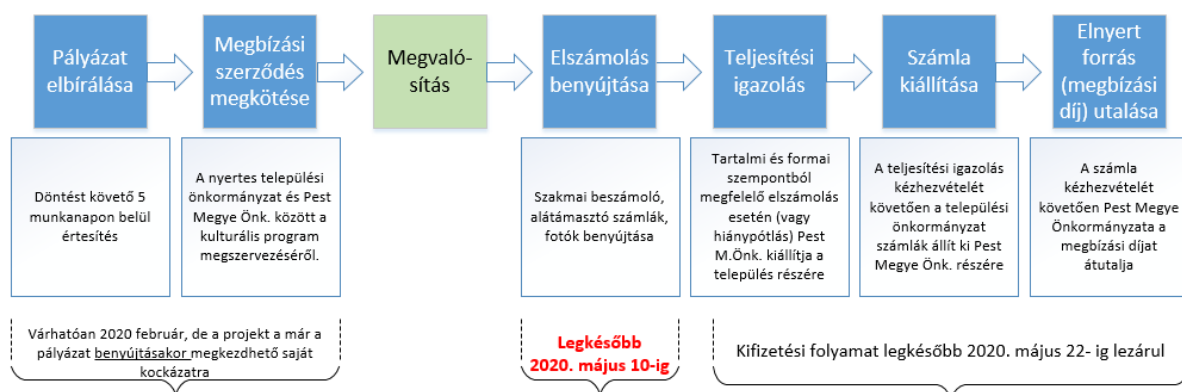 Pályázat
elbírálása
Megbízási
szerződés
megkötése
Megvaló-
sítás
Elszámolás
benyújtása
Teljesítési
igazolás
Számla
kiállítása
Elnyert
forrás
(megbízási
díj) utalása
Döntést követő 5
munkanapon belül
értesítés
A nyertes települési
önkormányzat és Pest
Megye Önk. között a
kulturális program
megszervezéséről.
Szakmai beszámoló,
alátámasztó számlák,
fotók benyújtása
Tartalmi és formai
szempontból
megfelelő elszámolás
esetén (vagy
hiánypótlás) Pest
M.Önk. kiállítja a
település részére
A teljesítési igazolás
kézhezvételét
követően a települési
önkormányzat
számlák állít ki Pest
Megye Önk. részére
A számla
kézhezvételét
követően Pest Megye
Önkormányzata a
megbízási díjat
átutalja
Várhatóan 2020 február, de a projekt a már a
pályázat benyújtásakor megkezdhető saját
kockázatra
Legkésőbb
2020. május 10-ig
Kifizetési folyamat legkésőbb 2020. május 22- ig lezárul